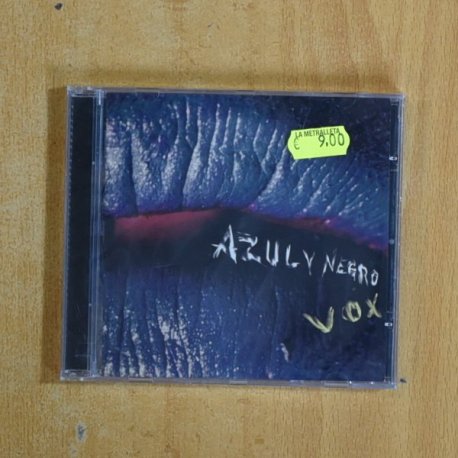 LA METRALLETA
€ 9,00
AZUL Y NEGRO
VOX